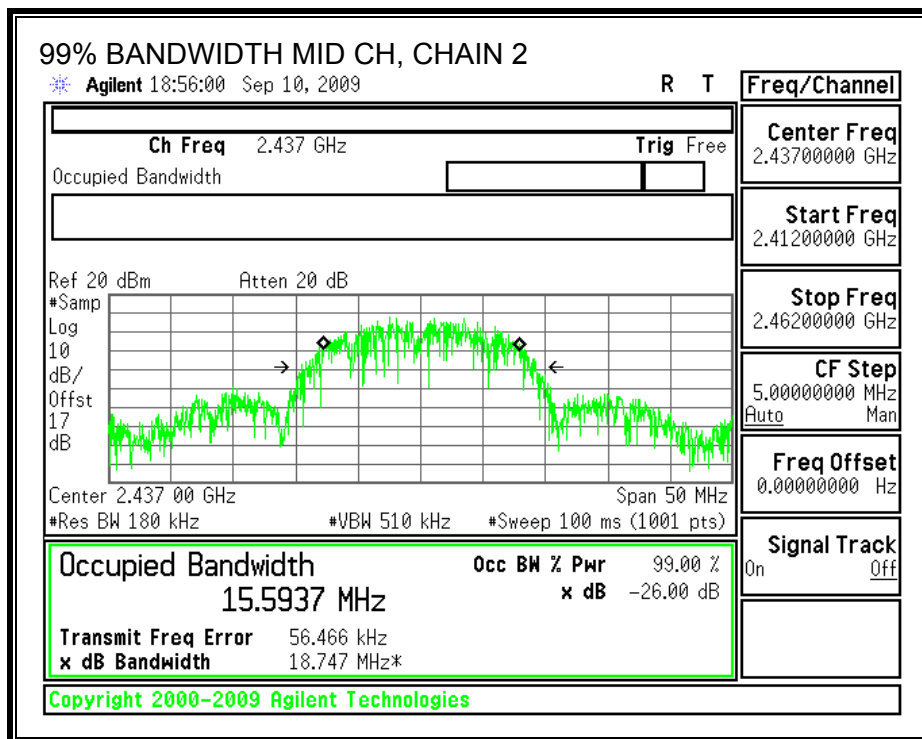 99% BANDWIDTH MID CH, CHAIN 2
Agilent 18:56:00 Sep 10, 2009 R T
Freq/Channel
Ch Freq 2.437 GHz Trig Free
Occupied Bandwidth
Center Freq
2.43700000 GHz
Start Freq
2.41200000 GHz
Stop Freq
2.46200000 GHz
CF Step
5.00000000 MHz
Auto Man
Freq Offset
0.00000000 Hz
Signal Track
On Off
Ref 20 dBm Atten 20 dB
#Samp
Log
10
dB/
Offst
17
dB
Center 2.437 00 GHz Span 50 MHz
#Res BW 180 kHz #VBW 510 kHz #Sweep 100 ms (1001 pts)
Occupied Bandwidth Occ BW % Pwr 99.00 %
15.5937 MHz x dB -26.00 dB
Transmit Freq Error 56.466 kHz
x dB Bandwidth 18.747 MHz*
Copyright 2000-2009 Agilent Technologies